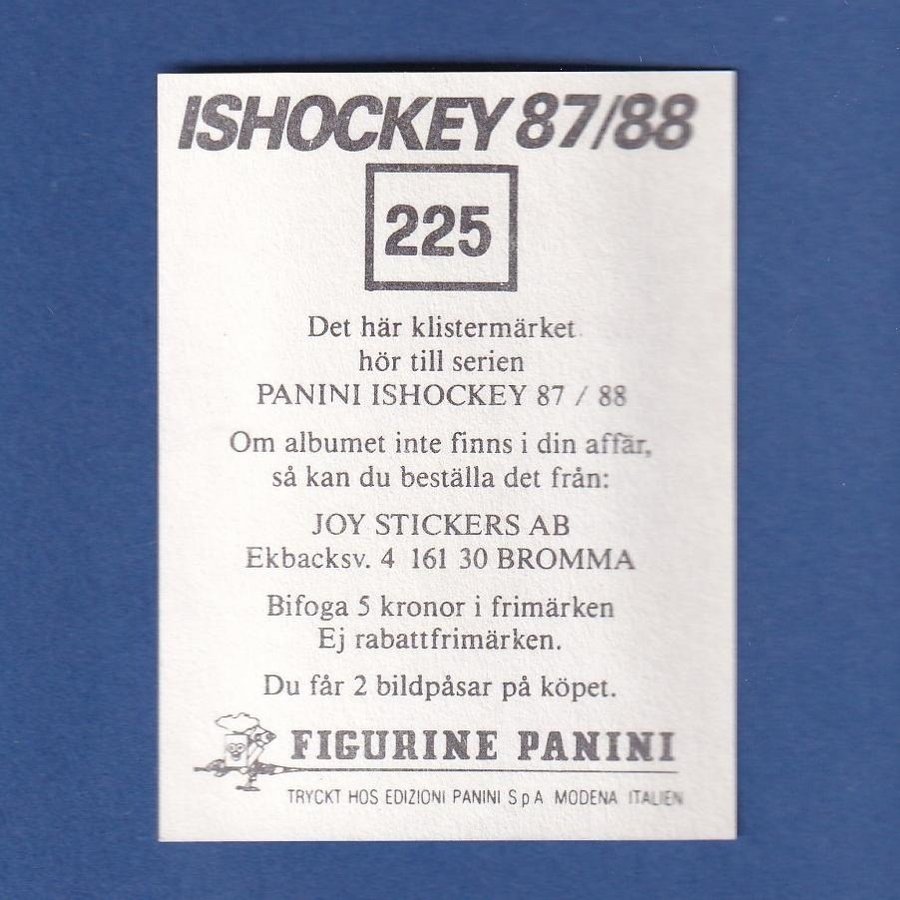 ISHOCKEY 87/88
225
Det här klistermärket
hör till serien
PANINI ISHOCKEY 87 / 88
Om albumet inte finns i din affär,
så kan du beställa det från:
JOY STICKERS AB
Ekbacksv. 4 161 30 BROMMA
Bifoga 5 kronor i frimärken
Ej rabattfrimärken.
Du får 2 bildpåsar på köpet.
FIGURINE PANINI
TRYCKT HOS EDIZIONI PANINI S p A MODENA ITALIEN